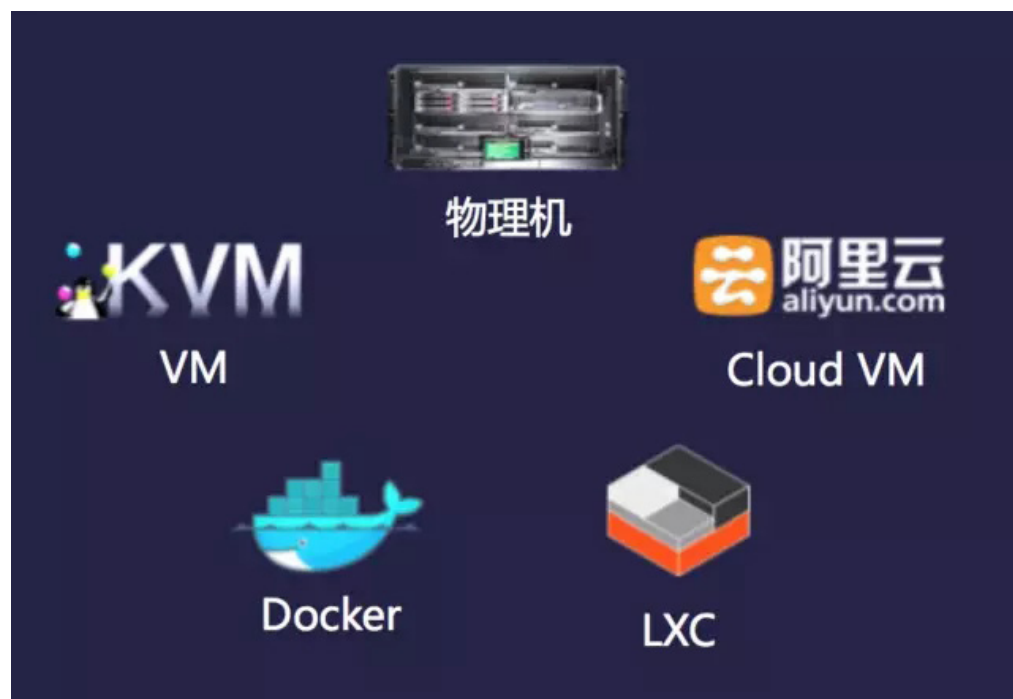 物理机
KVM
阿里云
aliyun.com
VM
Cloud VM
Docker
LXC